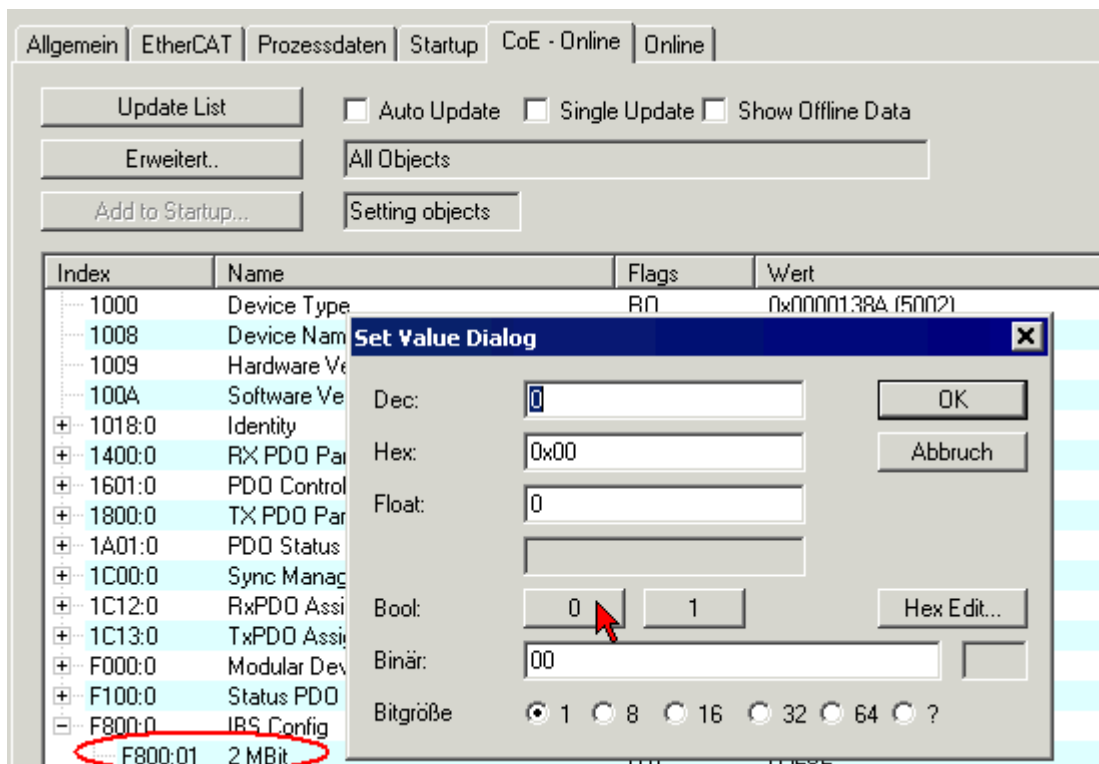 Allgemein EtherCAT Prozessdaten Startup CoE - Online Online
Update List Auto Update Single Update Show Offline Data
Erweitert.. All Objects
Add to Startup... Setting objects
Index Name Flags Wert
1000 Device Type RO 0x0000138A (5002)
1008 Device Nam
Set Value Dialog
1009 Hardware Ve
100A Software Ve
Dec: 0 OK
1018:0 Identity
1400:0 RX PDO Par
Hex: 0x00 Abbruch
1601:0 PDO Control
Float: 0
1800:0 TX PDO Par
1A01:0 PDO Status
1C00:0 Sync Manag
1C12:0 RxPDO Assi
Bool: 0 1 Hex Edit...
1C13:0 TxPDO Assig
F000:0 Modular Dev
Binär: 00
F100:0 Status PDO
Bitgröße 1 8 16 32 64 ?
F800:0 IBS Config
F800:01 2 MBit